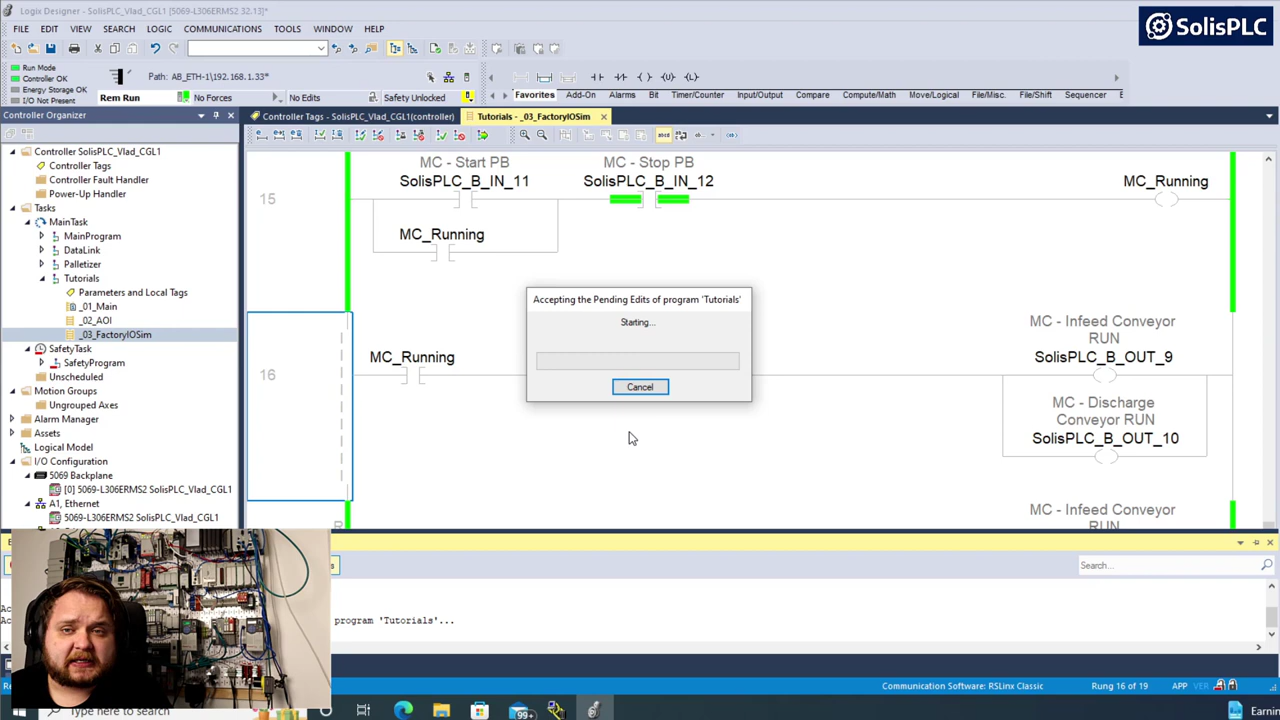 Logix Designer - SolisPLC_Vlad_CGL1 [5069-L306ERMS2 32.13]*
SolisPLC
FILE EDIT VIEW SEARCH LOGIC COMMUNICATIONS TOOLS WINDOW HELP
Run Mode
Controller OK
Energy Storage OK
I/O Not Present
Path: AB_ETH-1\192.168.1.33*
Rem Run No Forces No Edits Safety Unlocked
Favorites Add-On Alarms Bit Timer/Counter Input/Output Compare Compute/Math Move/Logical File/Misc. File/Shift Sequencer
Controller Organizer
Controller Tags - SolisPLC_Vlad_CGL1(controller)
Tutorials - _03_FactoryIOSim
Controller SolisPLC_Vlad_CGL1
Controller Tags
Controller Fault Handler
Power-Up Handler
Tasks
MainTask
MainProgram
DataLink
Palletizer
Tutorials
Parameters and Local Tags
_01_Main
_02_AOI
_03_FactoryIOSim
SafetyTask
SafetyProgram
Unscheduled
Motion Groups
Ungrouped Axes
Alarm Manager
Assets
Logical Model
I/O Configuration
5069 Backplane
[0] 5069-L306ERMS2 SolisPLC_Vlad_CGL1
A1, Ethernet
5069-L306ERMS2 SolisPLC_Vlad_CGL1
MC - Start PB
SolisPLC_B_IN_11
MC - Stop PB
SolisPLC_B_IN_12
MC_Running
15
MC_Running
Accepting the Pending Edits of program 'Tutorials'
Starting...
Cancel
16
MC_Running
MC - Infeed Conveyor
RUN
SolisPLC_B_OUT_9
MC - Discharge
Conveyor RUN
SolisPLC_B_OUT_10
MC - Infeed Conveyor
RUN
Search...
program 'Tutorials'...
Communication Software: RSLinx Classic
Rung 16 of 19
APP
VER
Type here to search
99+
Earnin